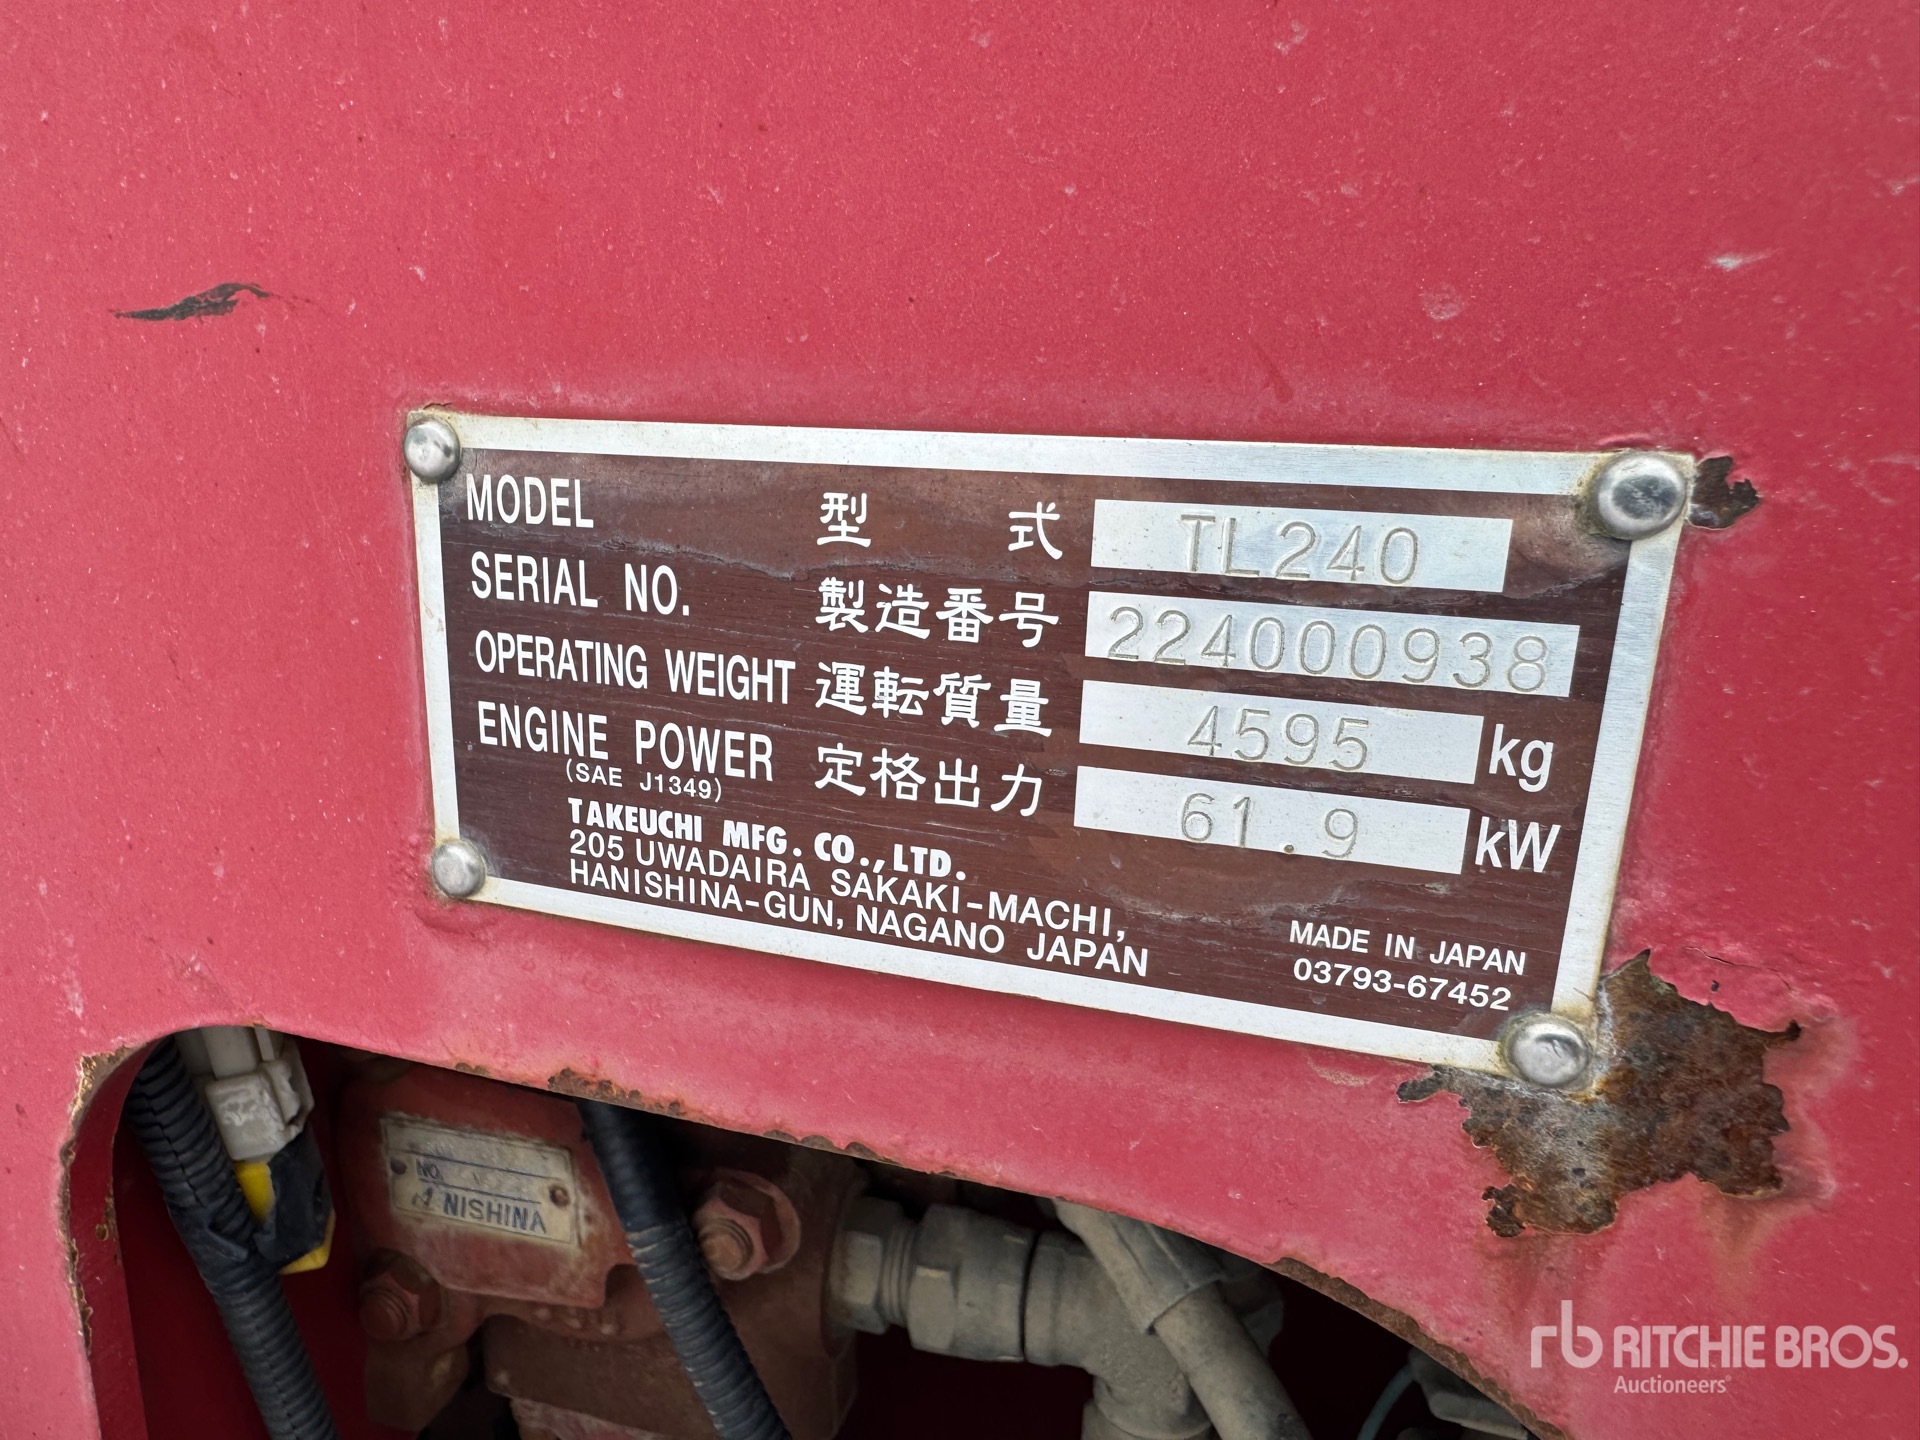 MODEL 型 式 TL240
SERIAL NO. 製造番号 224000938
OPERATING WEIGHT 運転質量 4595 kg
ENGINE POWER 定格出力 61.9 kW
(SAE J1349)
TAKEUCHI MFG. CO., LTD.
205 UWADAIRA SAKAKI-MACHI,
HANISHINA-GUN, NAGANO JAPAN
MADE IN JAPAN
03793-67452
NO.
NISHINA
rb RITCHIE BROS.
Auctioneers